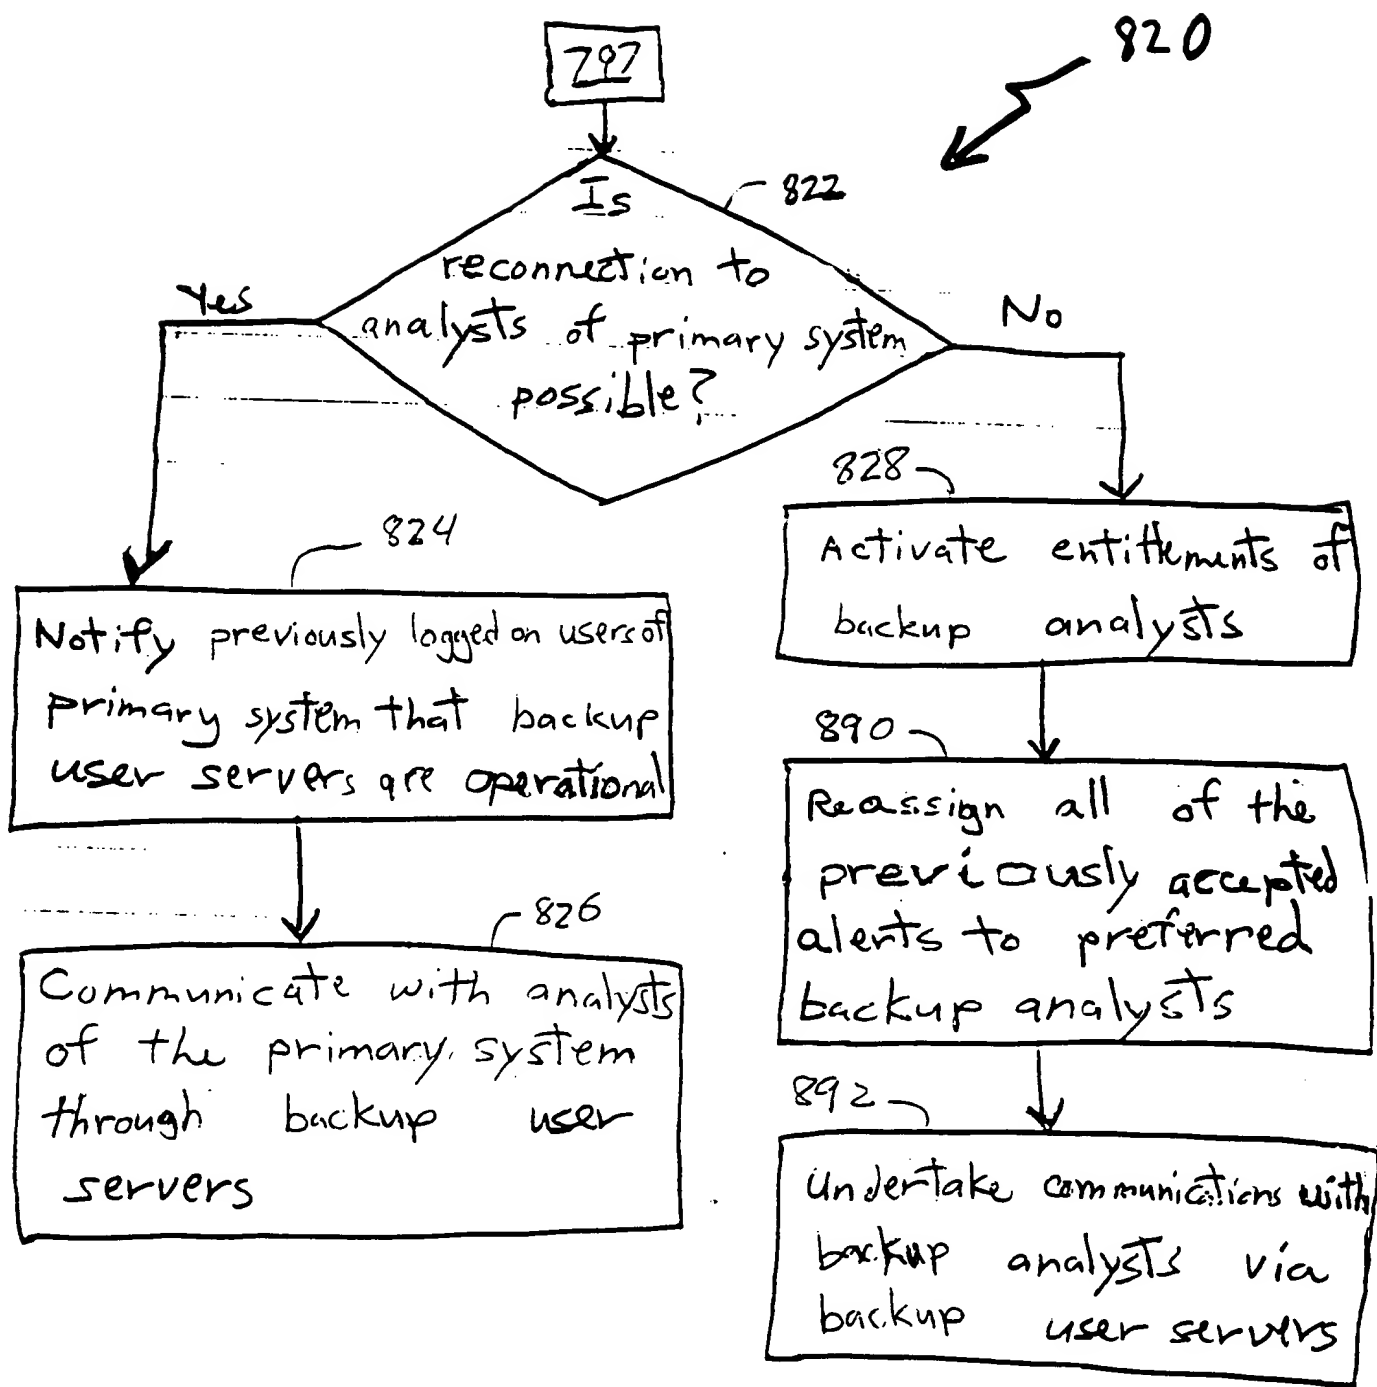 820
797
822
Is
reconnection to
analysts of primary system
possible?
Yes
No
824
Notify previously logged on users of
primary system that backup
user servers are operational
826
Communicate with analysts
of the primary system
through backup user
servers
828
Activate entitlements of
backup analysts
890
Reassign all of the
previously accepted
alerts to preferred
backup analysts
892
Undertake communications with
backup analysts via
backup user servers